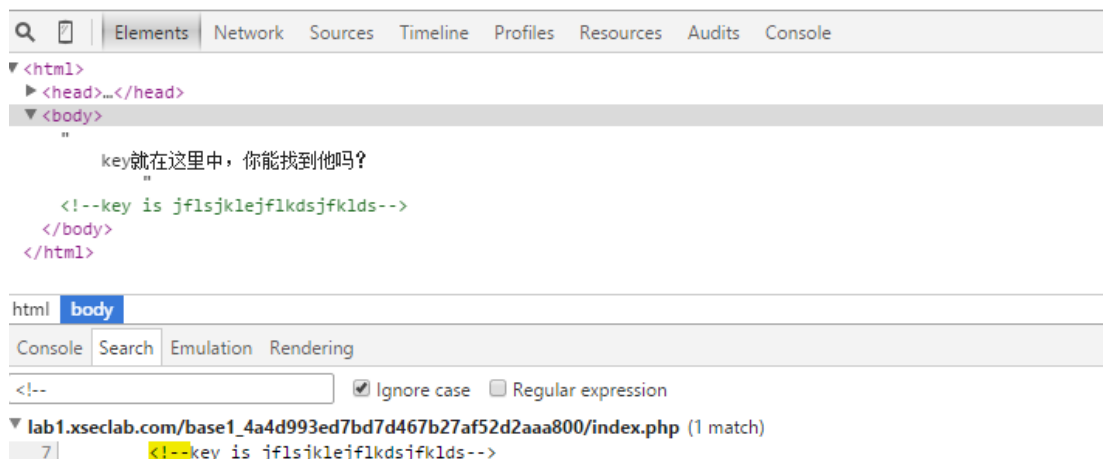 Elements Network Sources Timeline Profiles Resources Audits Console
<html>
<head>…</head>
<body>
"
key就在这里中，你能找到他吗?
"
<!--key is jflsjklejflkdsjfklds-->
</body>
</html>
html body
Console Search Emulation Rendering
<!-- Ignore case Regular expression
lab1.xseclab.com/base1_4a4d993ed7bd7d467b27af52d2aaa800/index.php (1 match)
7 <!--key is jflsjklejflkdsjfklds-->